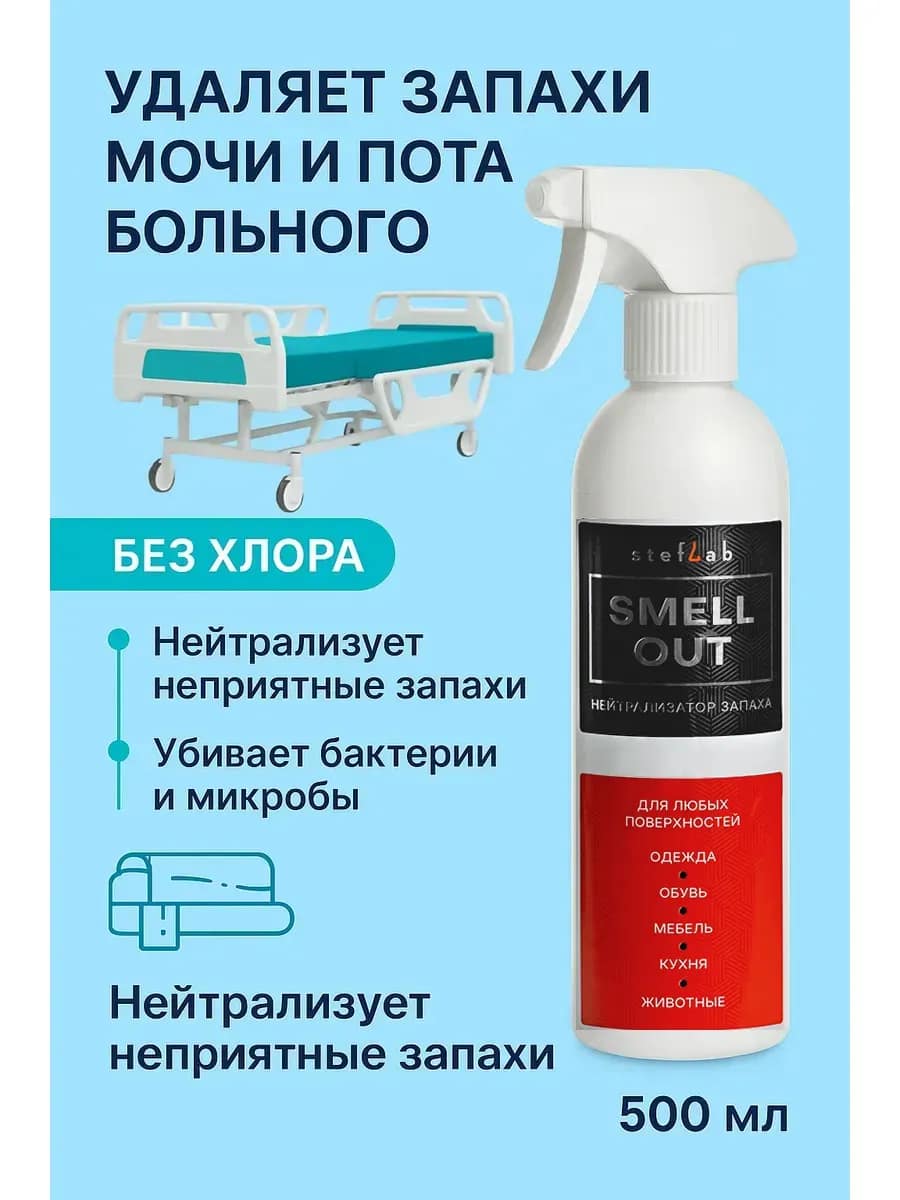 УДАЛЯЕТ ЗАПАХИ
МОЧИ И ПОТА
БОЛЬНОГО
БЕЗ ХЛОРА
Нейтрализует
неприятные запахи
Убивает бактерии
и микробы
Нейтрализует
неприятные запахи
stefLab
SMELL
OUT
НЕЙТРАЛИЗАТОР ЗАПАХА
ДЛЯ ЛЮБЫХ
ПОВЕРХНОСТЕЙ
ОДЕЖДА
ОБУВЬ
МЕБЕЛЬ
КУХНЯ
ЖИВОТНЫЕ
500 мл